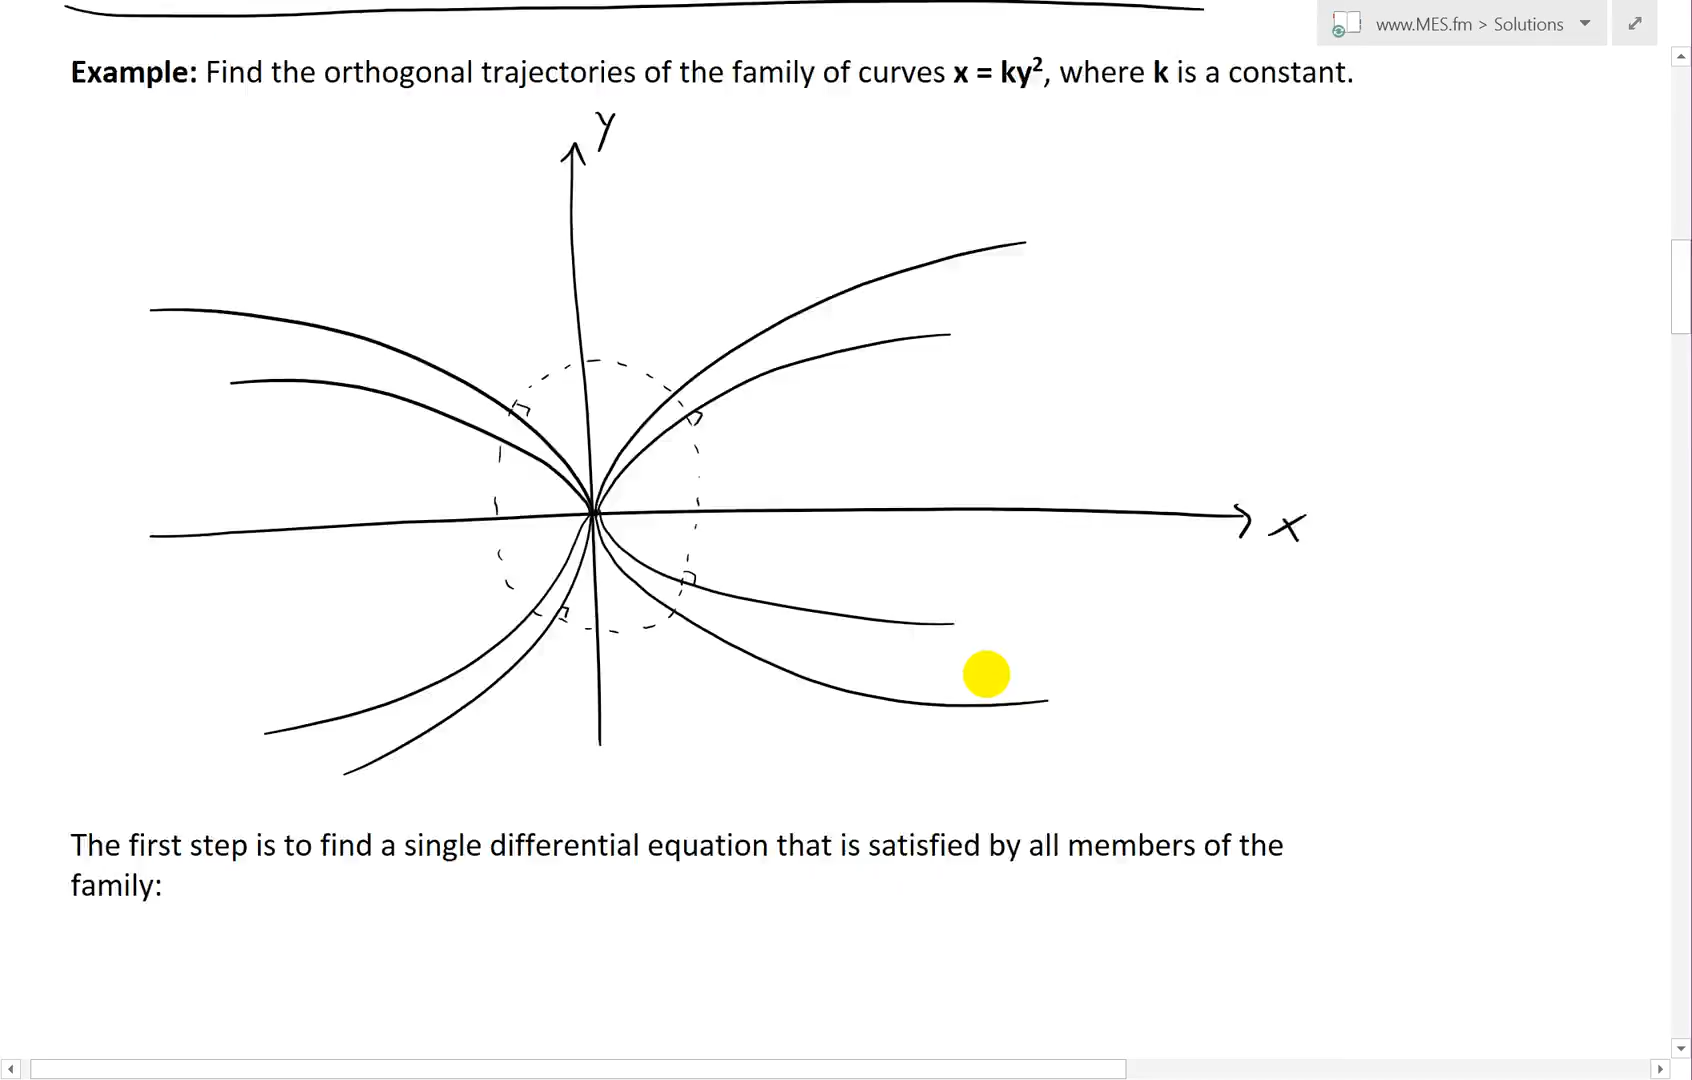 www.MES.fm > Solutions
Example: Find the orthogonal trajectories of the family of curves x = ky², where k is a constant.
y
x
The first step is to find a single differential equation that is satisfied by all members of the
family: